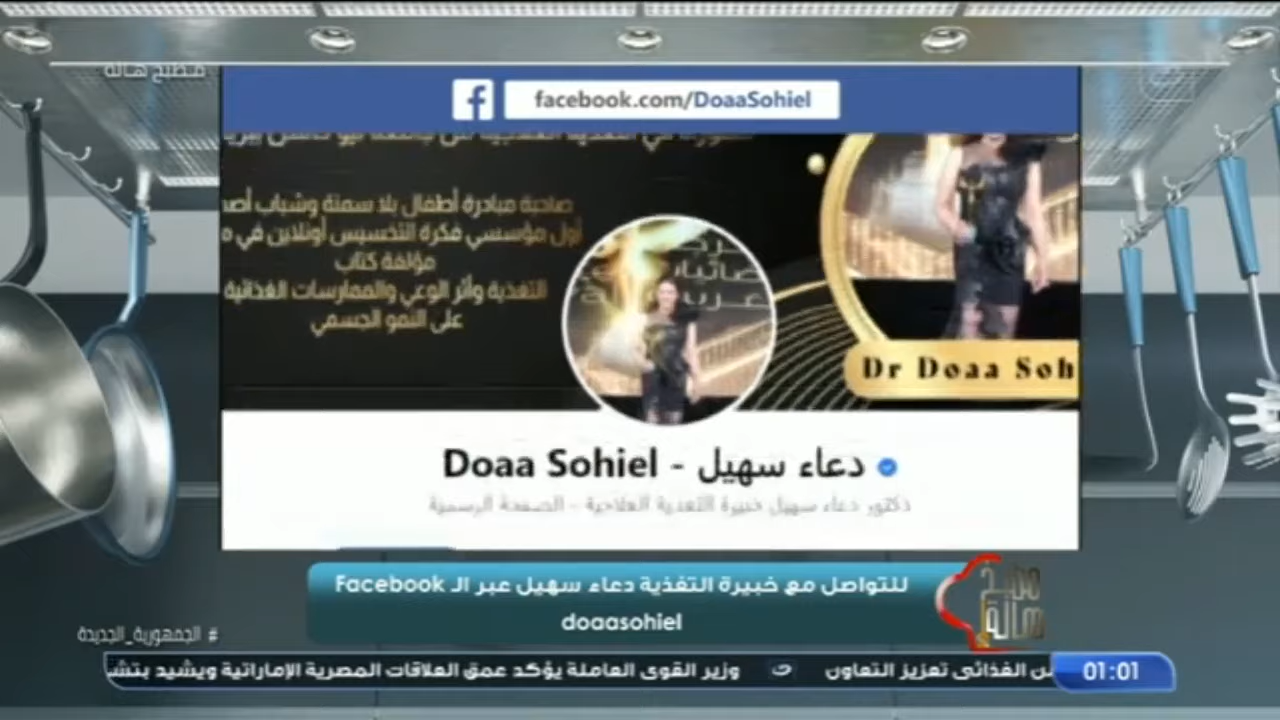 مطبخ هالة
facebook.com/DoaaSohiel
صاحبة مبادرة أطفال بلا سمنة وشباب
أول مؤسسي فكرة التخسيس أونلاين في
مؤلفة كتاب
التغذية وأثر الوعي والممارسات الغذائية
على النمو الجسمي
Dr Doaa Soh
Doaa Sohiel - دعاء سهيل
دكتور دعاء سهيل خبيرة التغذية العلاجية - الصفحة الرسمية
للتواصل مع خبيرة التغذية دعاء سهيل عبر الـ Facebook
doaasohiel
مطبخ هالة
# الجمهورية_الجديدة
الغذائى تعزيز التعاون وزير القوى العاملة يؤكد عمق العلاقات المصرية الإماراتية ويشيد
01:01